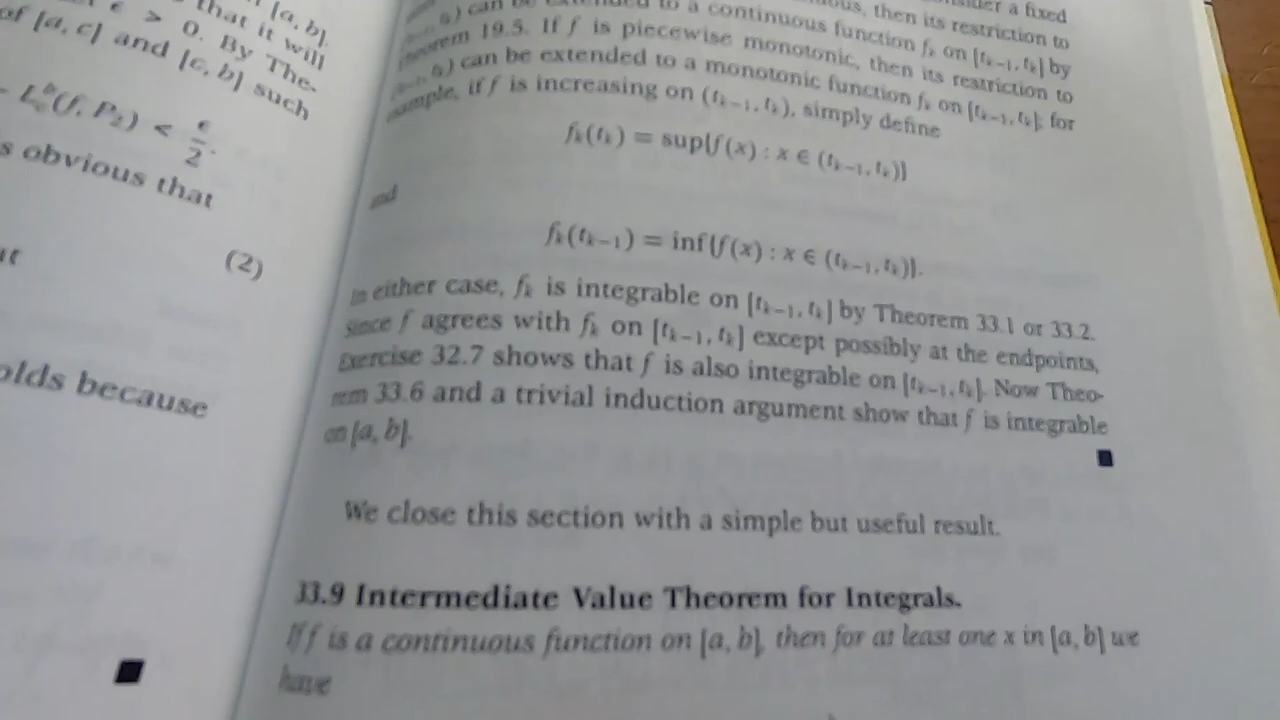 [a, b].
that it will
> 0. By The-
of [a, c] and [c, b] such
− L_c^b(f, P₂) < ϵ/2.
s obvious that
(2)
olds because
■
a fixed
then its restriction to
to a continuous function fₖ on [tₖ₋₁, tₖ] by
19.5. If f is piecewise monotonic, then its restriction to
can be extended to a monotonic function fₖ on [tₖ₋₁, tₖ]; for
if f is increasing on (tₖ₋₁, tₖ), simply define
fₖ(tₖ) = sup{f(x) : x ∈ (tₖ₋₁, tₖ)}
and
fₖ(tₖ₋₁) = inf{f(x) : x ∈ (tₖ₋₁, tₖ)}.
In either case, fₖ is integrable on [tₖ₋₁, tₖ] by Theorem 33.1 or 33.2.
Since f agrees with fₖ on [tₖ₋₁, tₖ] except possibly at the endpoints,
Exercise 32.7 shows that f is also integrable on [tₖ₋₁, tₖ]. Now Theo-
rem 33.6 and a trivial induction argument show that f is integrable
on [a, b].
■
We close this section with a simple but useful result.
33.9 Intermediate Value Theorem for Integrals.
If f is a continuous function on [a, b], then for at least one x in [a, b] we
have